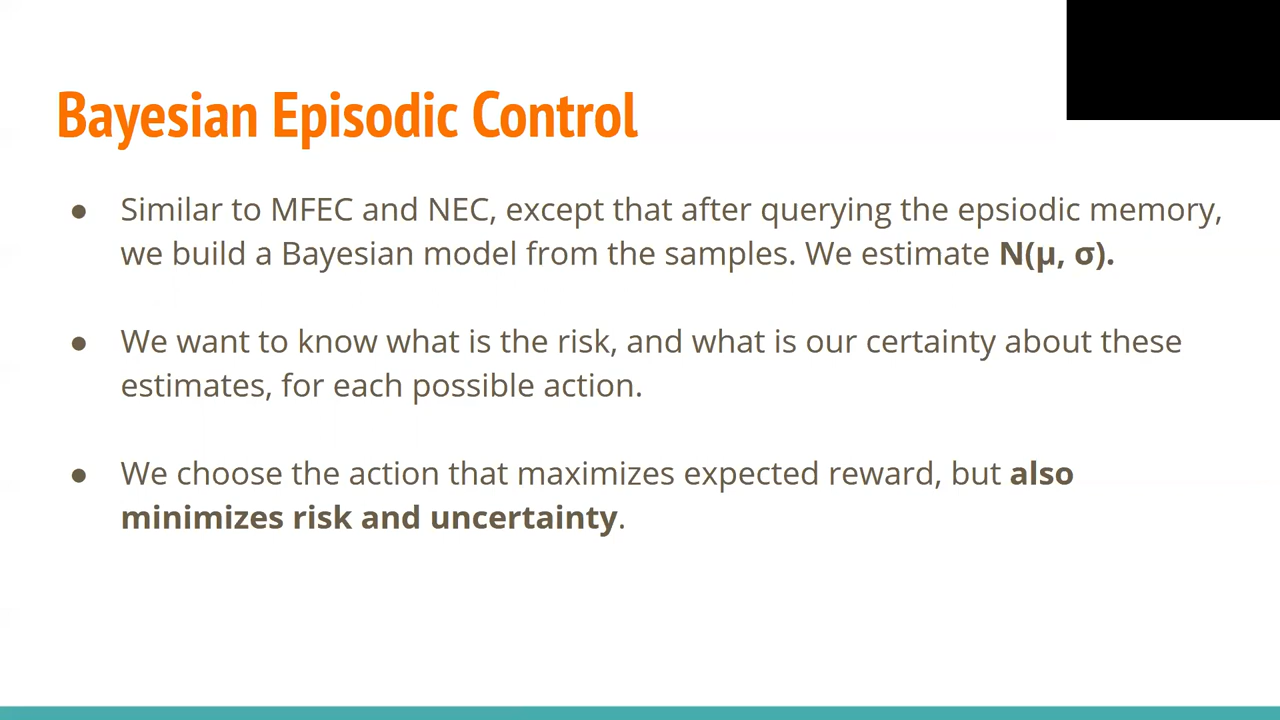 Bayesian Episodic Control
● Similar to MFEC and NEC, except that after querying the epsiodic memory,
we build a Bayesian model from the samples. We estimate N(μ, σ).
● We want to know what is the risk, and what is our certainty about these
estimates, for each possible action.
● We choose the action that maximizes expected reward, but also
minimizes risk and uncertainty.